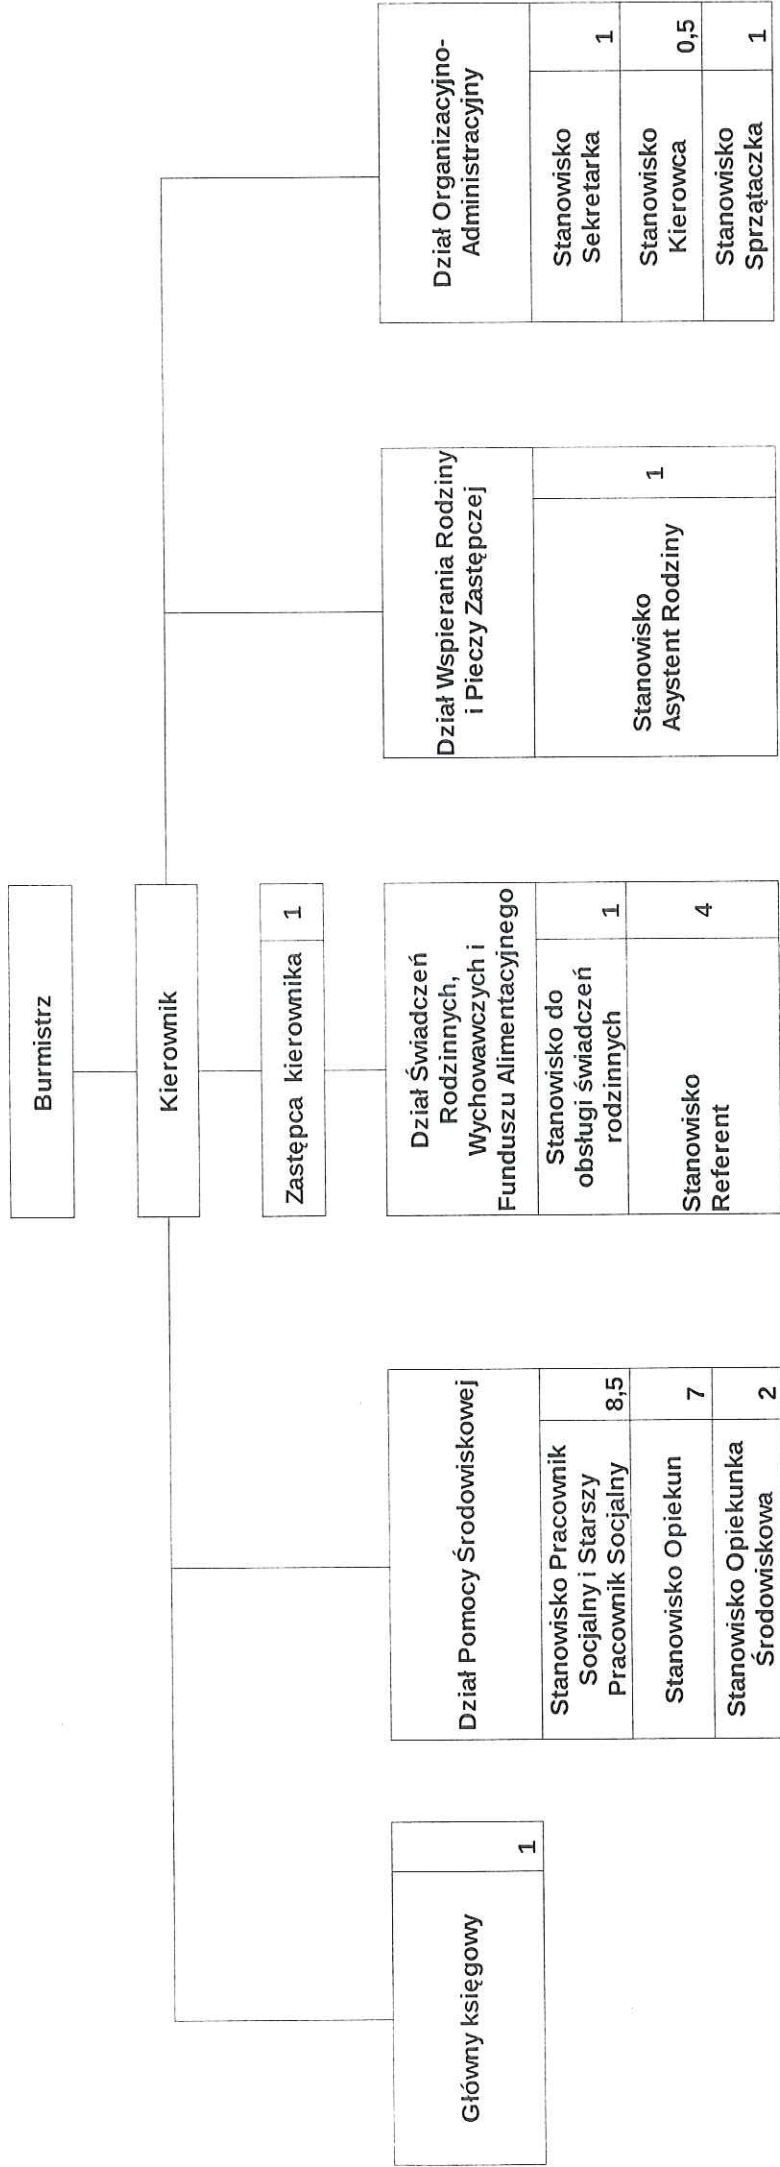 Burmistrz
Kierownik
Zastępca kierownika 1
Główny księgowy 1
Dział Pomocy Środowiskowej
Stanowisko Pracownik
Socjalny i Starszy
Pracownik Socjalny 8,5
Stanowisko Opiekun 7
Stanowisko Opiekunka
Środowiskowa 2
Dział Świadczeń
Rodzinnych,
Wychowawczych i
Funduszu Alimentacyjnego
Stanowisko do
obsługi świadczeń
rodzinnych 1
Stanowisko
Referent 4
Dział Wspierania Rodziny
i Pieczy Zastępczej
Stanowisko
Asystent Rodziny 1
Dział Organizacyjno-
Administracyjny
Stanowisko
Sekretarka 1
Stanowisko
Kierowca 0,5
Stanowisko
Sprzątaczka 1